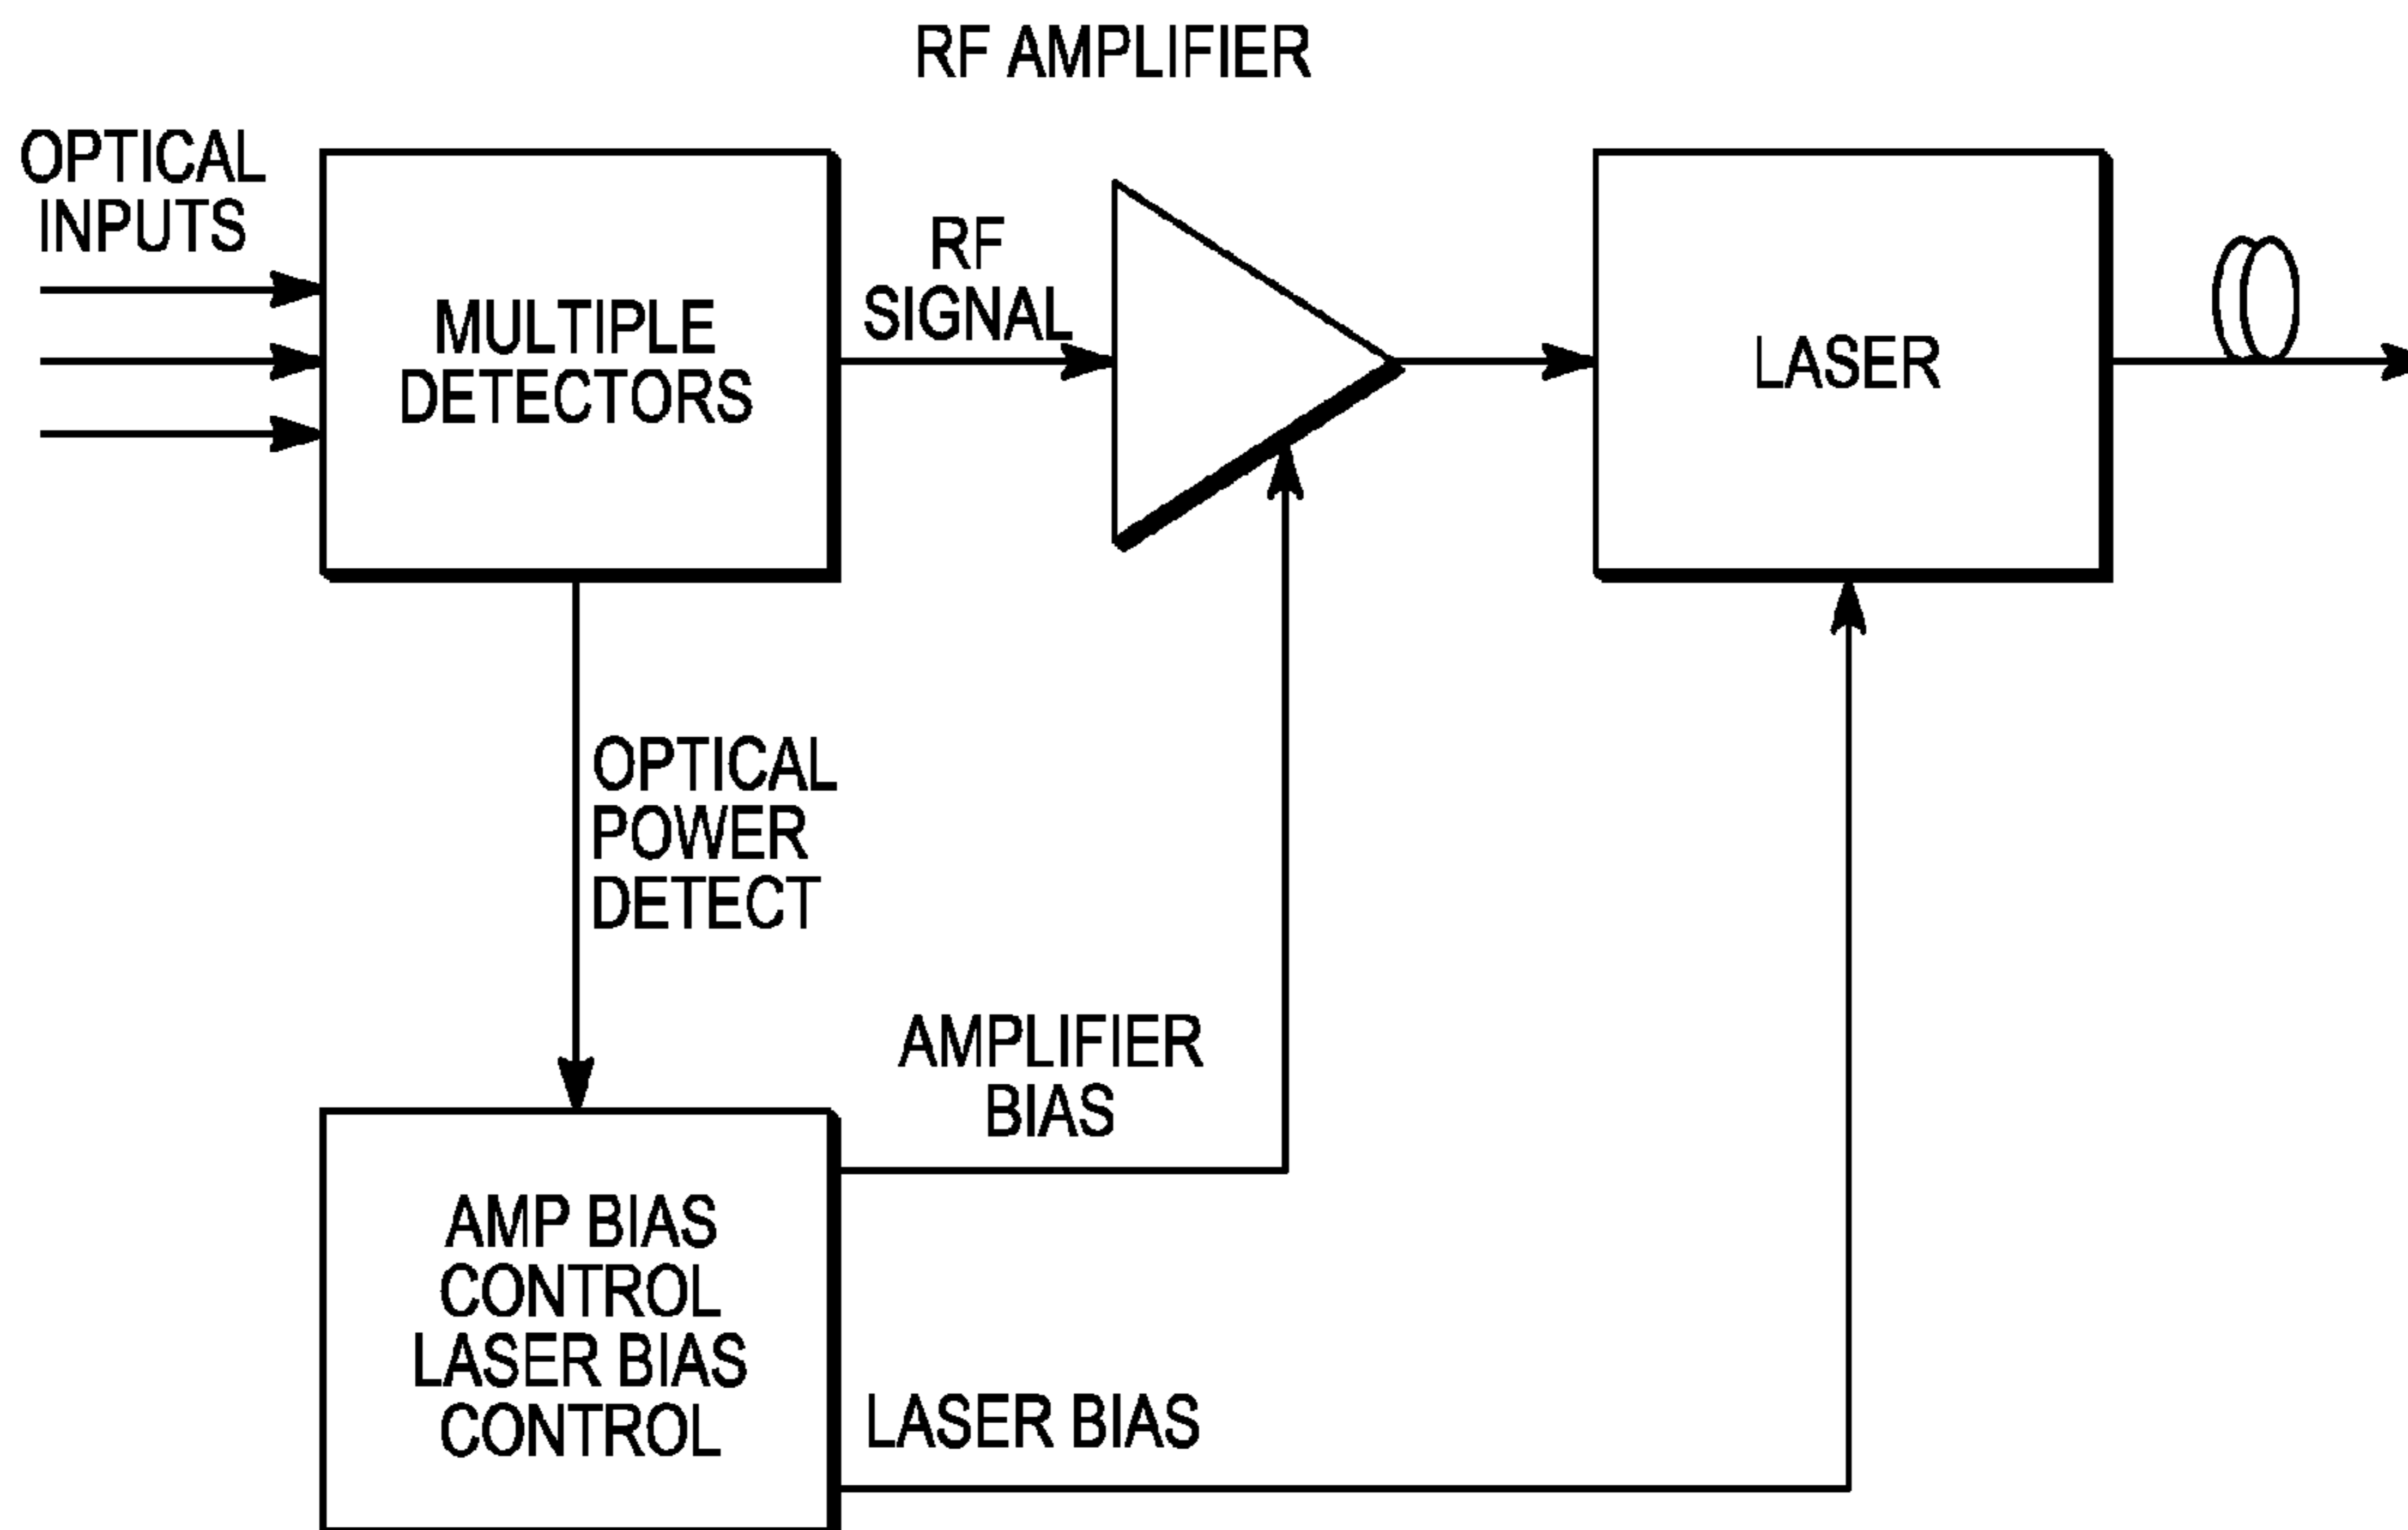 RF AMPLIFIER
OPTICAL
INPUTS
MULTIPLE
DETECTORS
RF
SIGNAL
LASER
OPTICAL
POWER
DETECT
AMPLIFIER
BIAS
AMP BIAS
CONTROL
LASER BIAS
CONTROL
LASER BIAS